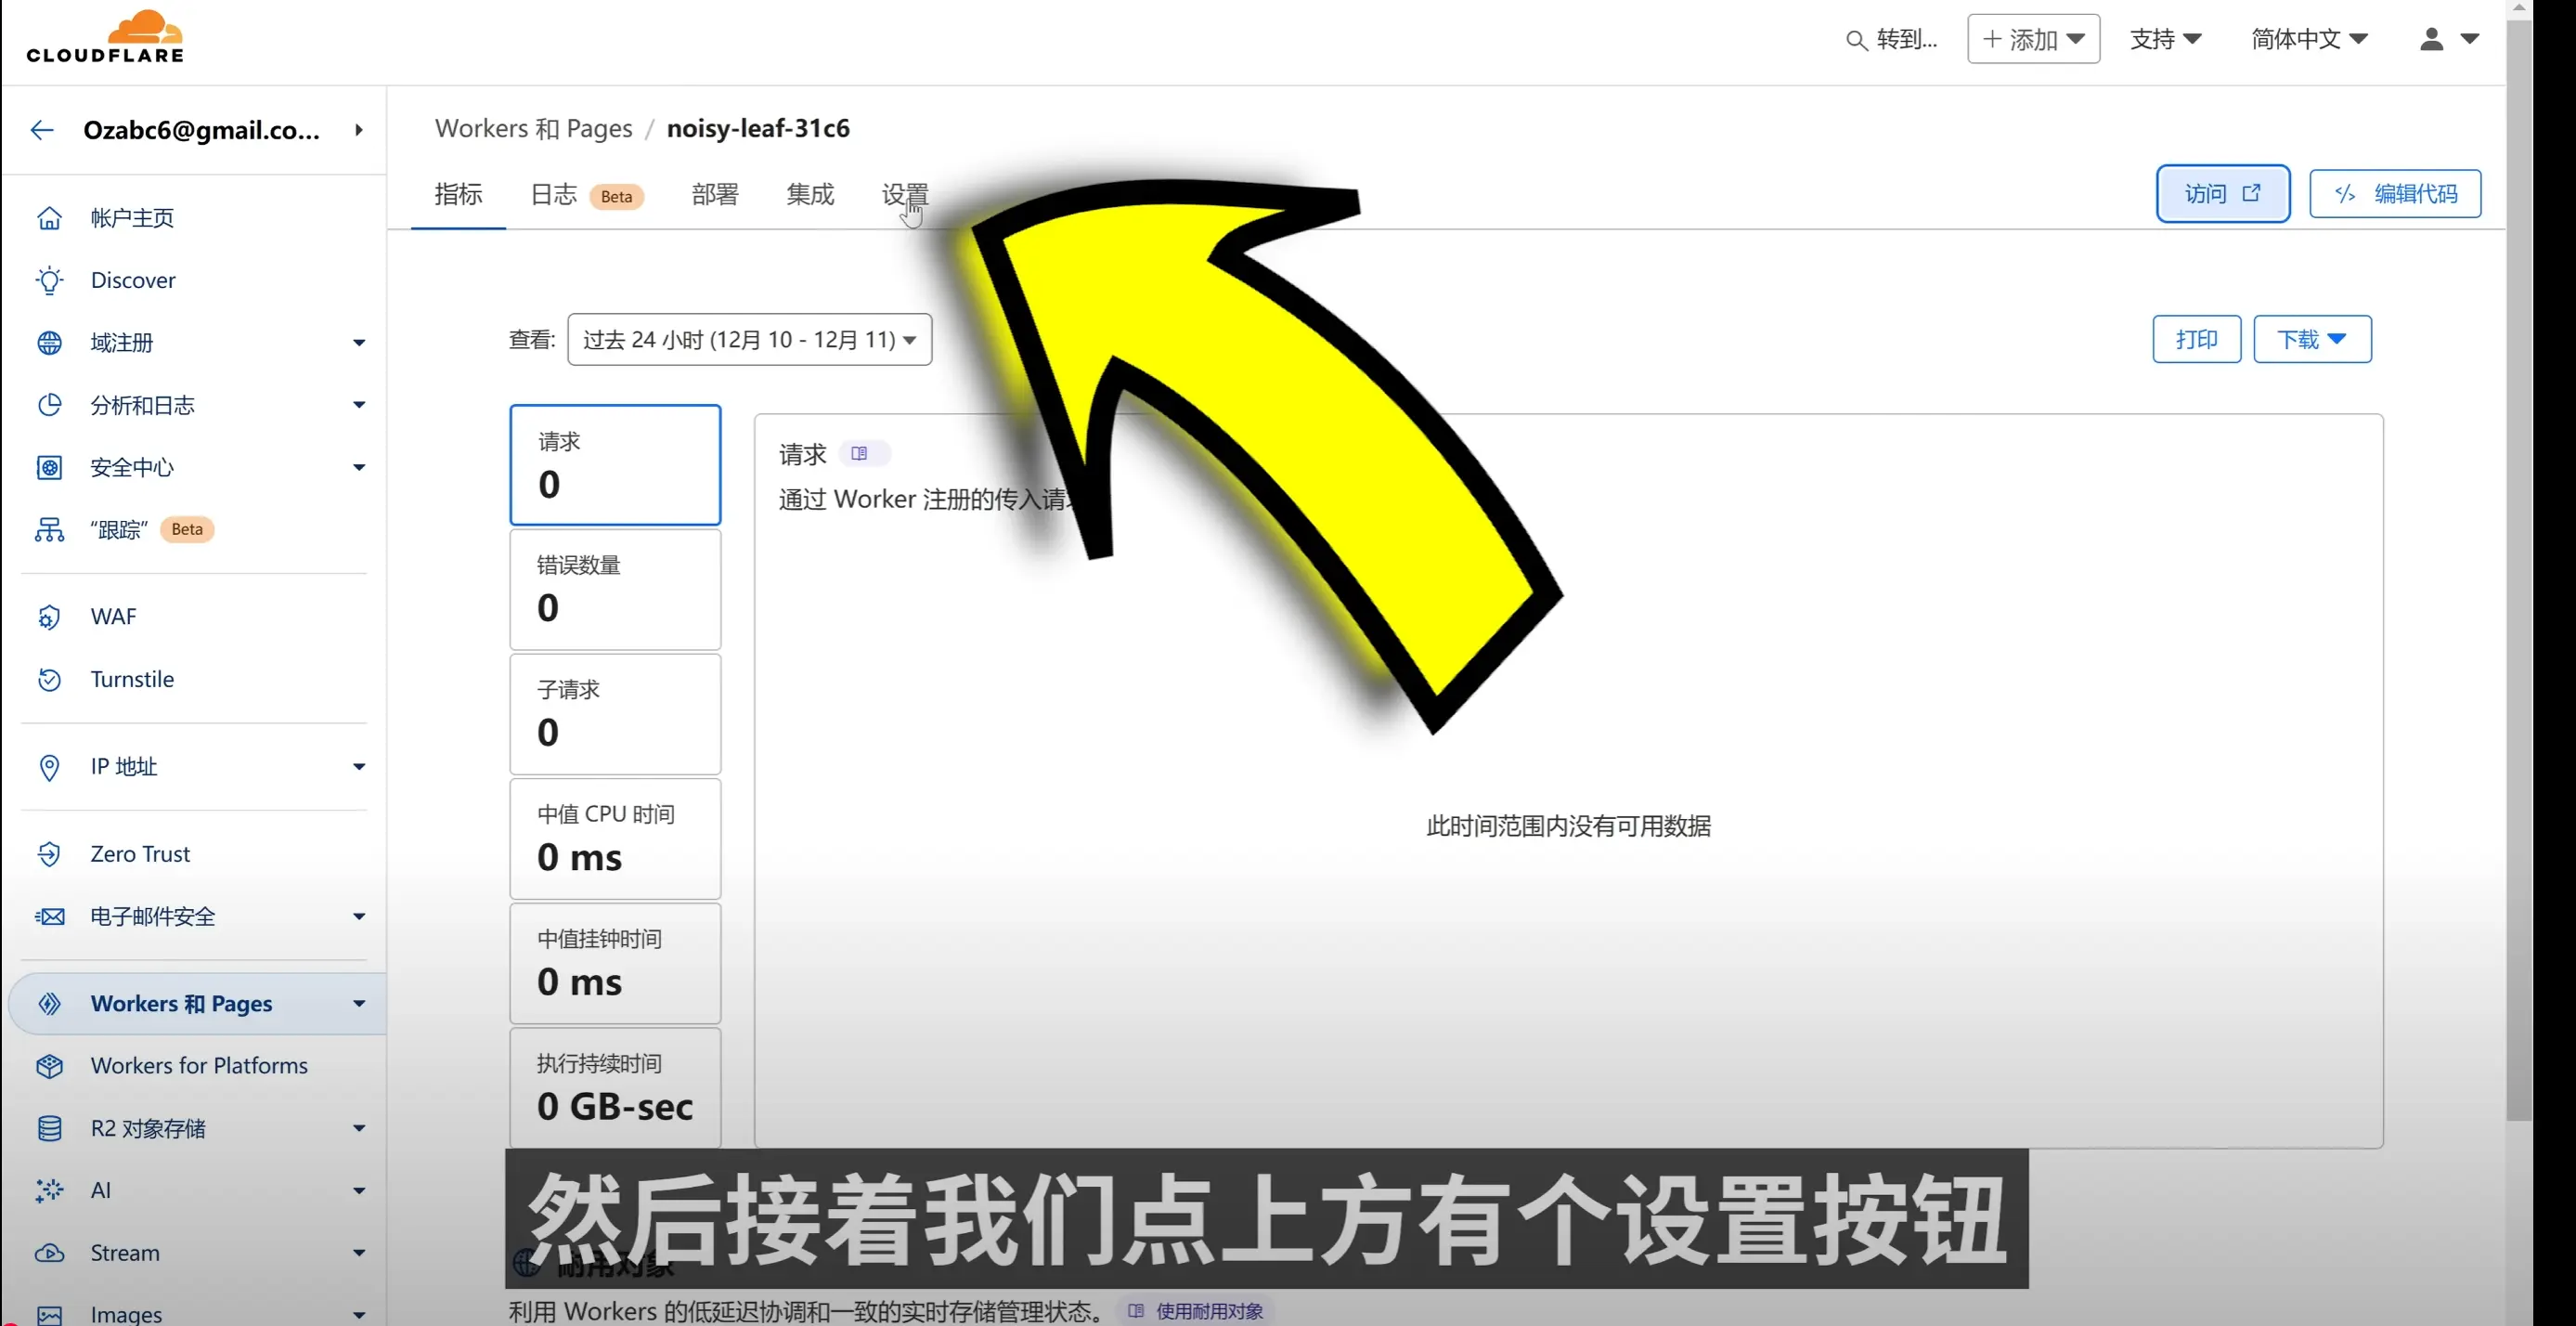 CLOUDFLARE
转到...
添加
支持
简体中文
Ozabc6@gmail.co...
Workers 和 Pages / noisy-leaf-31c6
指标
日志 Beta
部署
集成
设置
访问
编辑代码
帐户主页
Discover
域注册
分析和日志
安全中心
“跟踪” Beta
WAF
Turnstile
IP 地址
Zero Trust
电子邮件安全
Workers 和 Pages
Workers for Platforms
R2 对象存储
AI
Stream
Images
查看: 过去 24 小时 (12月 10 - 12月 11)
打印
下载
请求
0
错误数量
0
子请求
0
中值 CPU 时间
0 ms
中值挂钟时间
0 ms
执行持续时间
0 GB-sec
请求
通过 Worker 注册的传入请
此时间范围内没有可用数据
然后接着我们点上方有个设置按钮
耐用对象
利用 Workers 的低延迟协调和一致的实时存储管理状态。 使用耐用对象